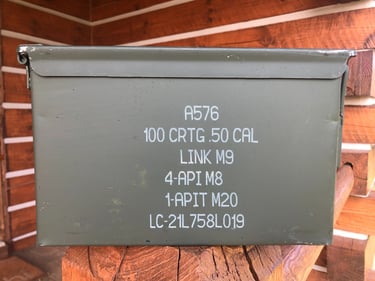 A576
100 CRTG .50 CAL
LINK M9
4-API M8
1-APIT M20
LC-21L758L019